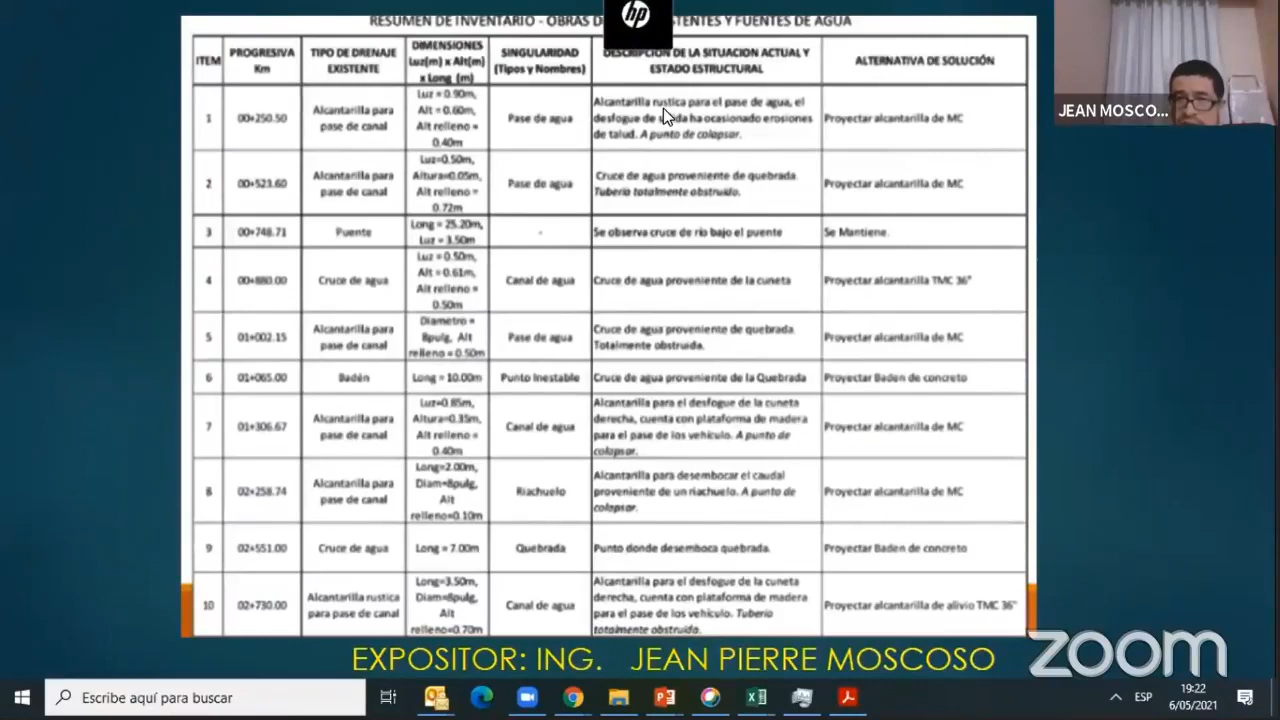 RESUMEN DE INVENTARIO - OBRAS D ISTENTES Y FUENTES DE AGUA
hp
ITEM
PROGRESIVA
Km
TIPO DE DRENAJE
EXISTENTE
DIMENSIONES
Luz(m) x Alt(m)
x Long (m)
SINGULARIDAD
(Tipos y Nombres)
DESCRIPCION DE LA SITUACION ACTUAL Y
ESTADO ESTRUCTURAL
ALTERNATIVA DE SOLUCIÓN
1
00+250.50
Alcantarilla para
pase de canal
Luz = 0.90m,
Alt = 0.60m,
Alt relleno =
0.40m
Pase de agua
Alcantarilla rustica para el pase de agua, el
desfogue de da ha ocasionado erosiones
de talud. A punto de colapsar.
Proyectar alcantarilla de MC
2
00+523.60
Alcantarilla para
pase de canal
Luz=0.50m,
Altura=0.05m,
Alt relleno =
0.72m
Pase de agua
Cruce de agua proveniente de quebrada.
Tuberio totalmente obstruido.
Proyectar alcantarilla de MC
3
00+748.71
Puente
Long = 25.20m,
Luz = 3.50m
-
Se observa cruce de río bajo el puente
Se Mantiene.
4
00+880.00
Cruce de agua
Luz = 0.50m,
Alt = 0.61m,
Alt relleno =
0.50m
Canal de agua
Cruce de agua proveniente de la cuneta
Proyectar alcantarilla TMC 36"
5
01+002.15
Alcantarilla para
pase de canal
Diametro =
8pulg, Alt
relleno = 0.50m
Pase de agua
Cruce de agua proveniente de quebrada.
Totalmente obstruida.
Proyectar alcantarilla de MC
6
01+065.00
Badén
Long = 10.00m
Punto Inestable
Cruce de agua proveniente de la Quebrada
Proyectar Baden de concreto
7
01+306.67
Alcantarilla para
pase de canal
Luz=0.85m,
Altura=0.35m,
Alt relleno =
0.40m
Canal de agua
Alcantarilla para el desfogue de la cuneta
derecha, cuenta con plataforma de madera
para el pase de los vehículo. A punto de
colapsar.
Proyectar alcantarilla de MC
8
02+258.74
Alcantarilla para
pase de canal
Long=2.00m,
Diam=8pulg,
Alt
relleno=0.10m
Riachuelo
Alcantarilla para desembocar el caudal
proveniente de un riachuelo. A punto de
colapsar.
Proyectar alcantarilla de MC
9
02+551.00
Cruce de agua
Long = 7.00m
Quebrada
Punto donde desemboca quebrada.
Proyectar Baden de concreto
10
02+730.00
Alcantarilla rustica
para pase de canal
Long=3.50m,
Diam=8pulg,
Alt
relleno=0.70m
Canal de agua
Alcantarilla para el desfogue de la cuneta
derecha, cuenta con plataforma de madera
para el pase de los vehículo. Tuberio
totalmente obstruida.
Proyectar alcantarilla de alivio TMC 36"
JEAN MOSCO...
EXPOSITOR: ING. JEAN PIERRE MOSCOSO
zoom
Escribe aquí para buscar
ESP
19:22
6/05/2021